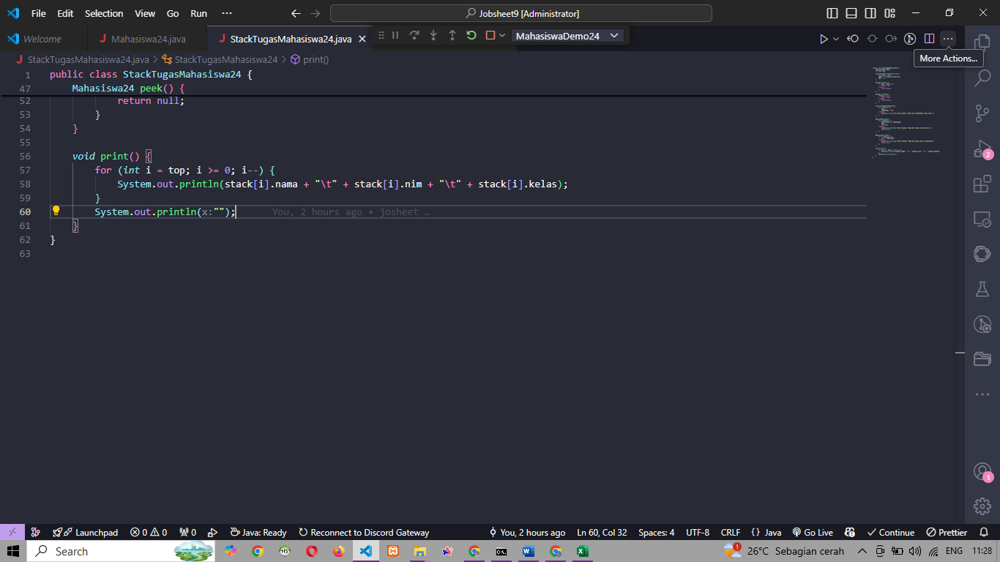 File Edit Selection View Go Run ··· Jobsheet9 [Administrator]
Welcome J Mahasiswa24.java J StackTugasMahasiswa24.java MahasiswaDemo24
J StackTugasMahasiswa24.java > StackTugasMahasiswa24 > print()
More Actions...
1 public class StackTugasMahasiswa24 {
47 Mahasiswa24 peek() {
52 return null;
53 }
54 }
55
56 void print() {
57 for (int i = top; i >= 0; i--) {
58 System.out.println(stack[i].nama + "\t" + stack[i].nim + "\t" + stack[i].kelas);
59 }
60 System.out.println(x:""); You, 2 hours ago • josheet …
61 }
62 }
63
2
1
Launchpad 0 0 0 Java: Ready Reconnect to Discord Gateway You, 2 hours ago Ln 60, Col 32 Spaces: 4 UTF-8 CRLF {} Java Go Live Continue Prettier
Search HS W X 1 26°C Sebagian cerah ENG 11:28